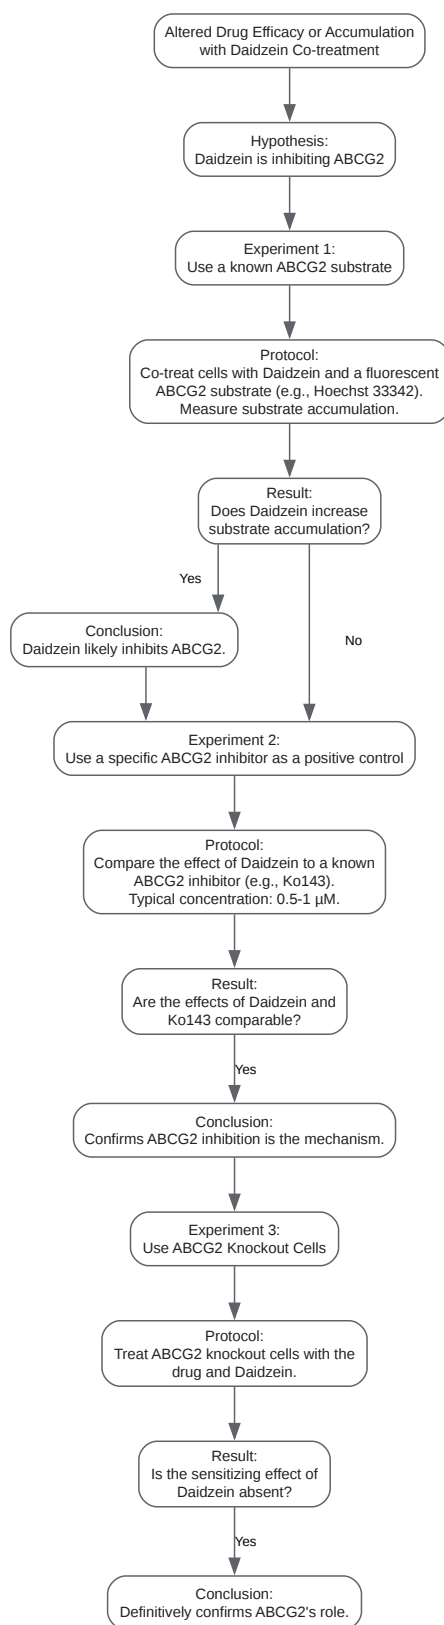 Altered Drug Efficacy or Accumulation
with Daidzein Co-treatment
Hypothesis:
Daidzein is inhibiting ABCG2
Experiment 1:
Use a known ABCG2 substrate
Protocol:
Co-treat cells with Daidzein and a fluorescent
ABCG2 substrate (e.g., Hoechst 33342).
Measure substrate accumulation.
Result:
Does Daidzein increase
substrate accumulation?
Yes
Conclusion:
Daidzein likely inhibits ABCG2.
No
Experiment 2:
Use a specific ABCG2 inhibitor as a positive control
Protocol:
Compare the effect of Daidzein to a known
ABCG2 inhibitor (e.g., Ko143).
Typical concentration: 0.5-1 µM.
Result:
Are the effects of Daidzein and
Ko143 comparable?
Yes
Conclusion:
Confirms ABCG2 inhibition is the mechanism.
Experiment 3:
Use ABCG2 Knockout Cells
Protocol:
Treat ABCG2 knockout cells with the
drug and Daidzein.
Result:
Is the sensitizing effect of
Daidzein absent?
Yes
Conclusion:
Definitively confirms ABCG2's role.